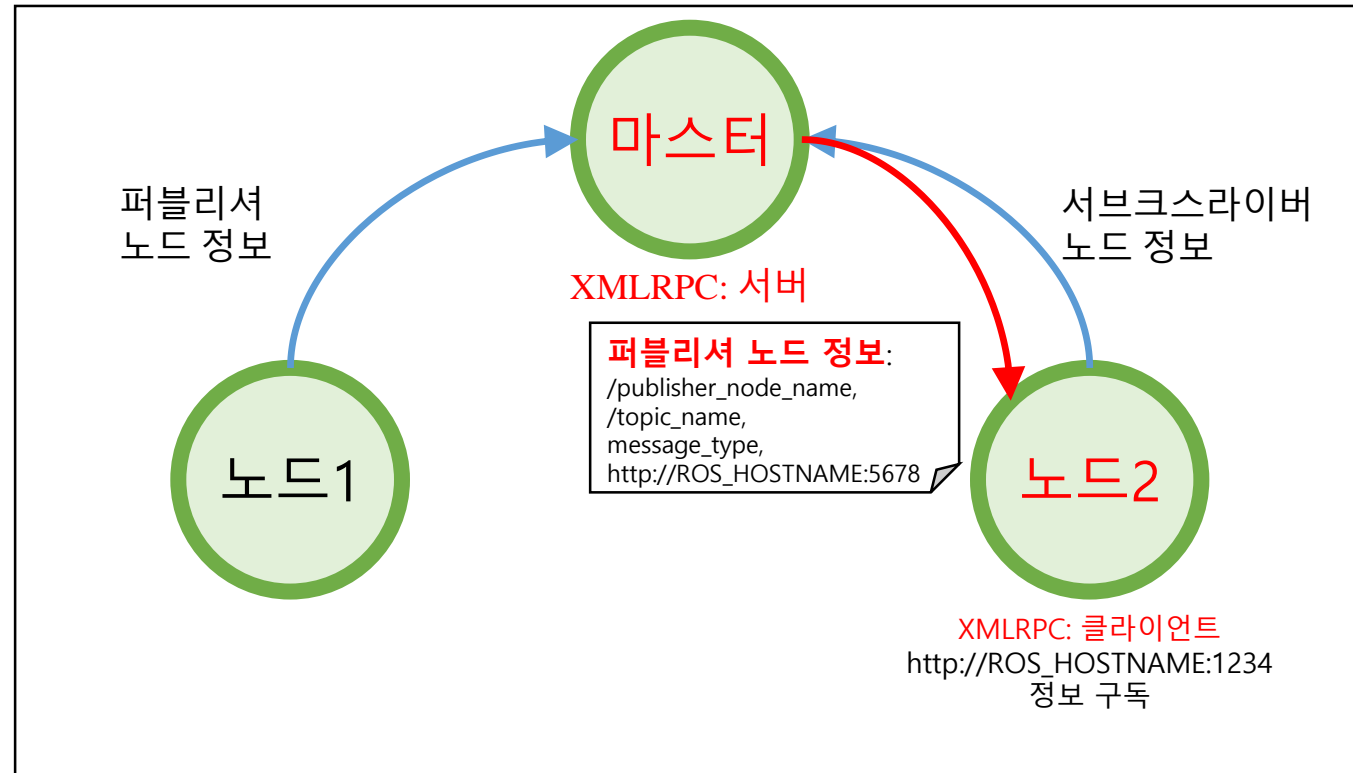 마스터
퍼블리셔
노드 정보
서브크스라이버
노드 정보
XMLRPC: 서버
퍼블리셔 노드 정보:
/publisher_node_name,
/topic_name,
message_type,
http://ROS_HOSTNAME:5678
노드1
노드2
XMLRPC: 클라이언트
http://ROS_HOSTNAME:1234
정보 구독